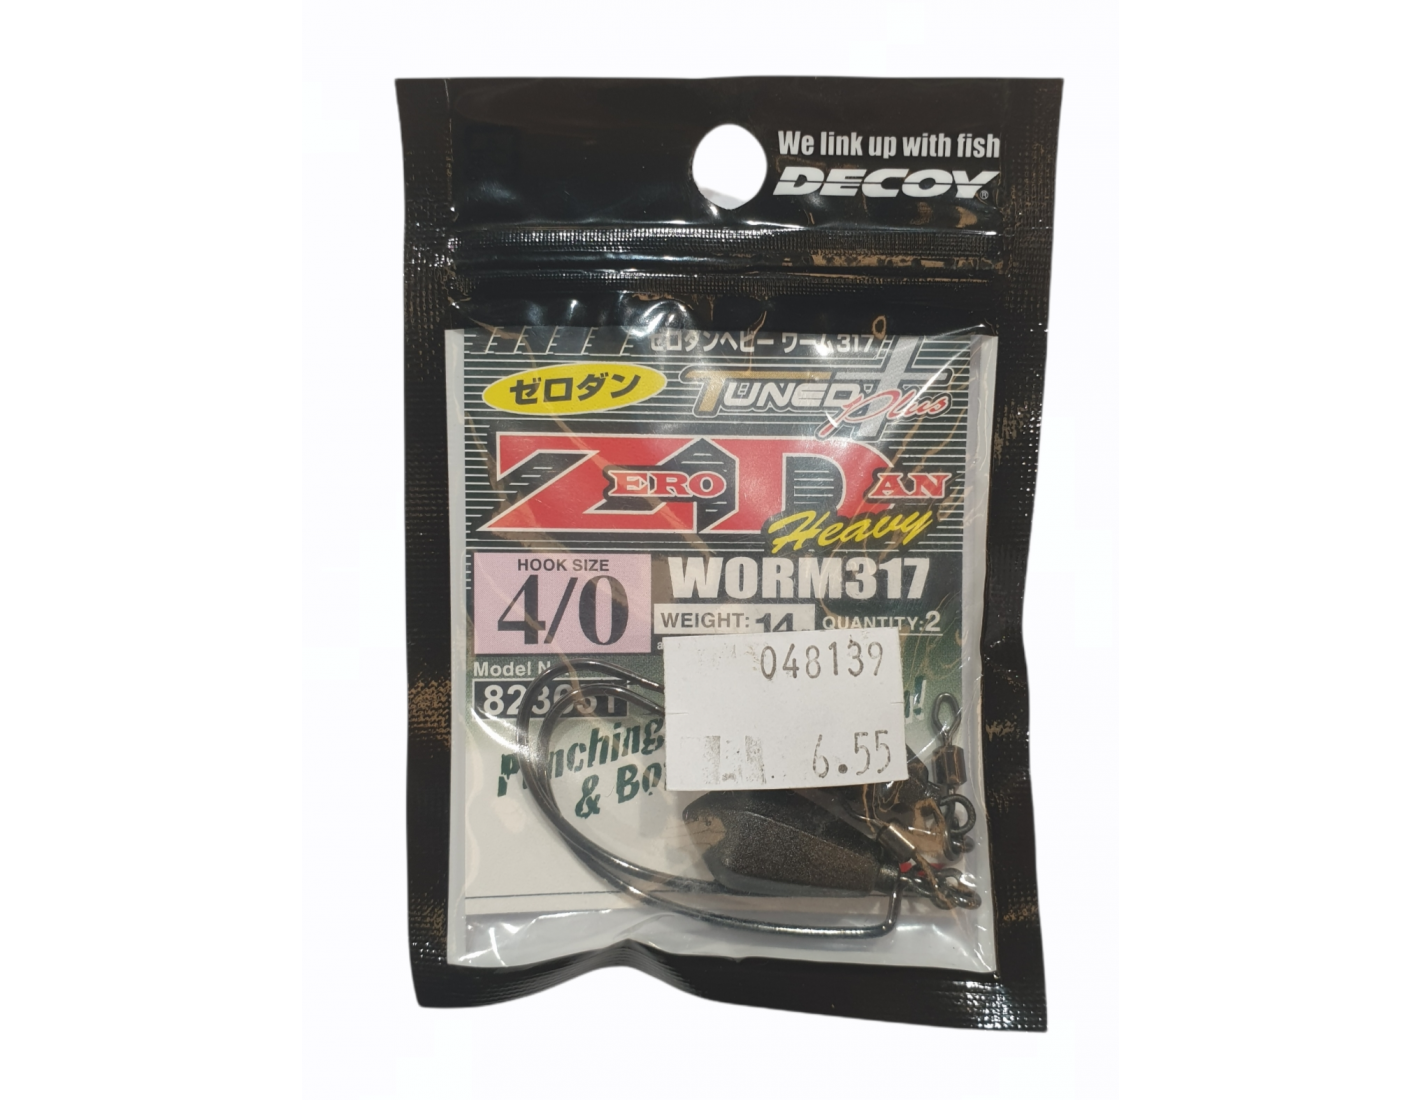 We link up with fish
DECOY®
ゼロダンヘビー ワーム317
ゼロダン
TUNED Plus
ZERO DAN
Heavy
HOOK SIZE
4/0
WORM317
WEIGHT: 14
QUANTITY:2
Model
048139
Punching
& 
6.55